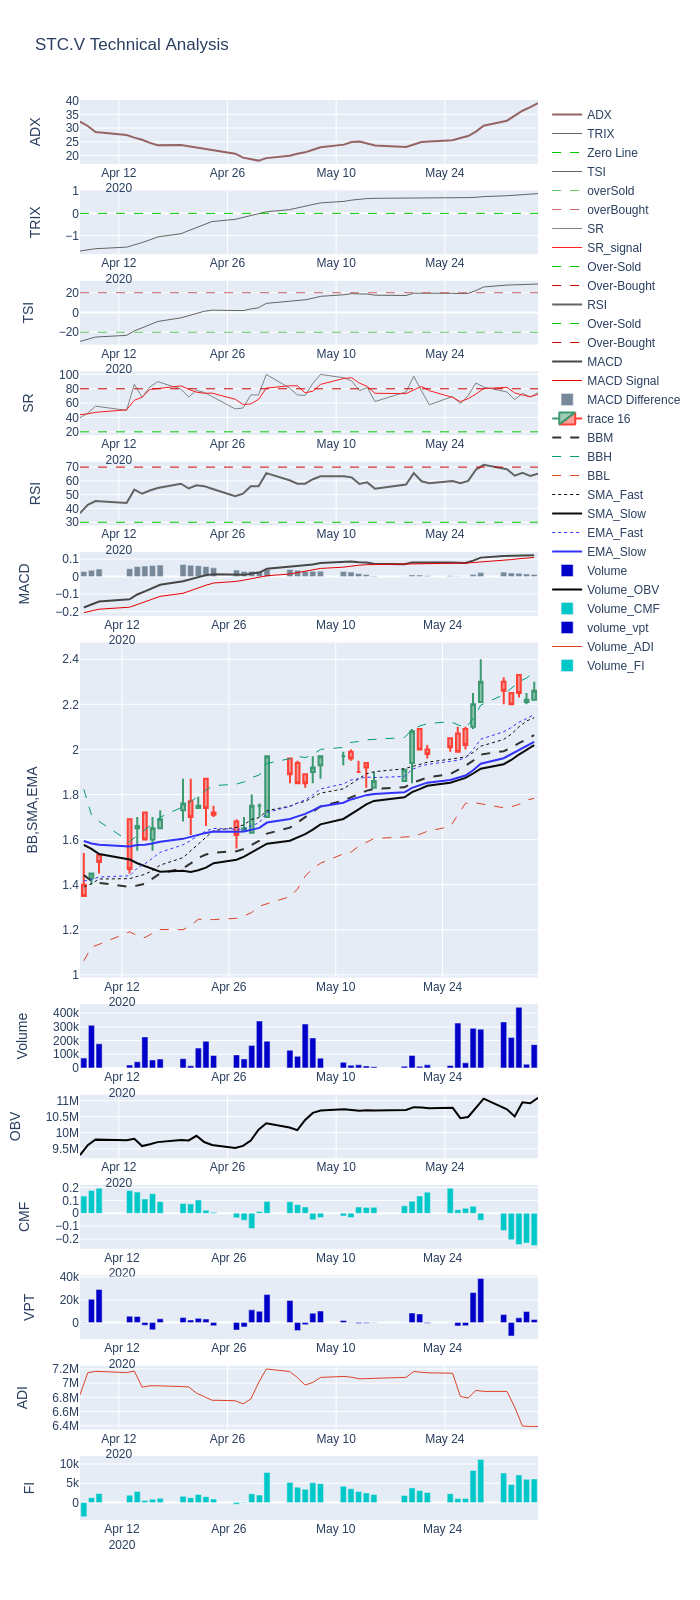 STC.V Technical Analysis
ADX
40
35
30
25
20
Apr 12
2020
Apr 26
May 10
May 24
TRIX
1
0
−1
Apr 12
2020
Apr 26
May 10
May 24
TSI
20
0
−20
Apr 12
2020
Apr 26
May 10
May 24
SR
100
80
60
40
20
Apr 12
2020
Apr 26
May 10
May 24
RSI
70
60
50
40
30
Apr 12
2020
Apr 26
May 10
May 24
MACD
0.1
0
−0.1
−0.2
Apr 12
2020
Apr 26
May 10
May 24
BB,SMA,EMA
2.4
2.2
2
1.8
1.6
1.4
1.2
1
Apr 12
2020
Apr 26
May 10
May 24
Volume
400k
300k
200k
100k
0
Apr 12
2020
Apr 26
May 10
May 24
OBV
11M
10.5M
10M
9.5M
Apr 12
2020
Apr 26
May 10
May 24
CMF
0.2
0.1
0
−0.1
−0.2
Apr 12
2020
Apr 26
May 10
May 24
VPT
40k
20k
0
Apr 12
2020
Apr 26
May 10
May 24
ADI
7.2M
7M
6.8M
6.6M
6.4M
Apr 12
2020
Apr 26
May 10
May 24
FI
10k
5k
0
Apr 12
2020
Apr 26
May 10
May 24
ADX
TRIX
Zero Line
TSI
overSold
overBought
SR
SR_signal
Over-Sold
Over-Bought
RSI
Over-Sold
Over-Bought
MACD
MACD Signal
MACD Difference
trace 16
BBM
BBH
BBL
SMA_Fast
SMA_Slow
EMA_Fast
EMA_Slow
Volume
Volume_OBV
Volume_CMF
volume_vpt
Volume_ADI
Volume_FI